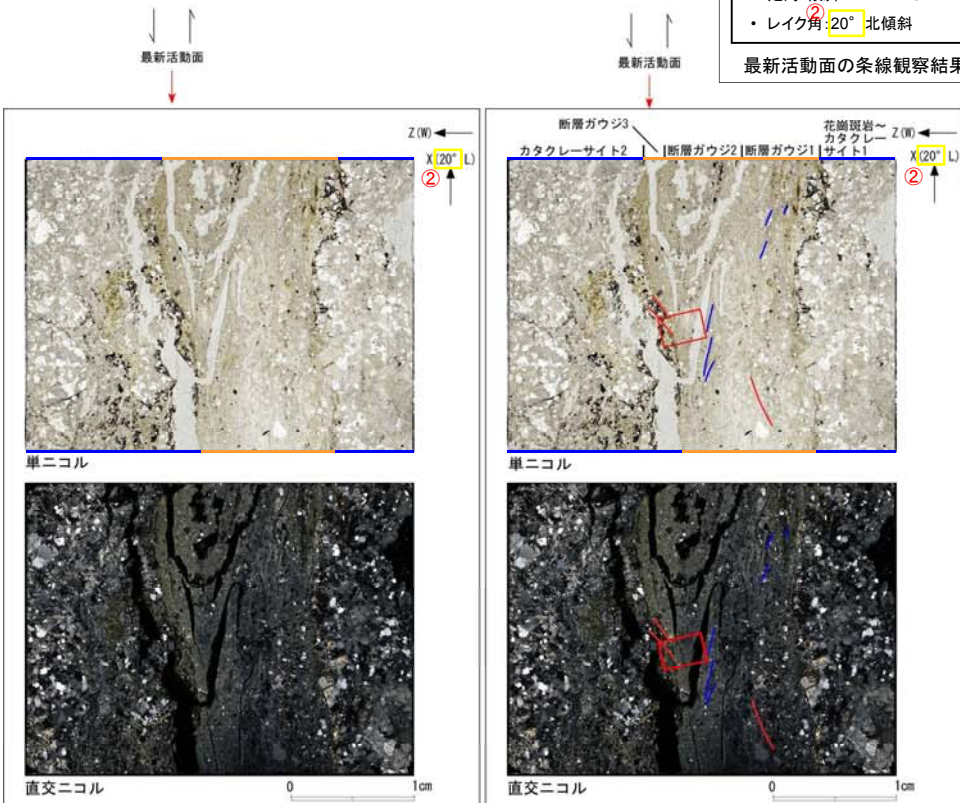 ・レイク角:20° 北傾斜
②
最新活動面の条線観察結果
最新活動面
最新活動面
Z(W)
X(20° L)
②
単ニコル
直交ニコル
0 1cm
断層ガウジ3
カタクレーサイト2
断層ガウジ2
断層ガウジ1
花崗斑岩~
カタクレー
サイト1
Z(W)
X(20° L)
②
単ニコル
直交ニコル
0 1cm